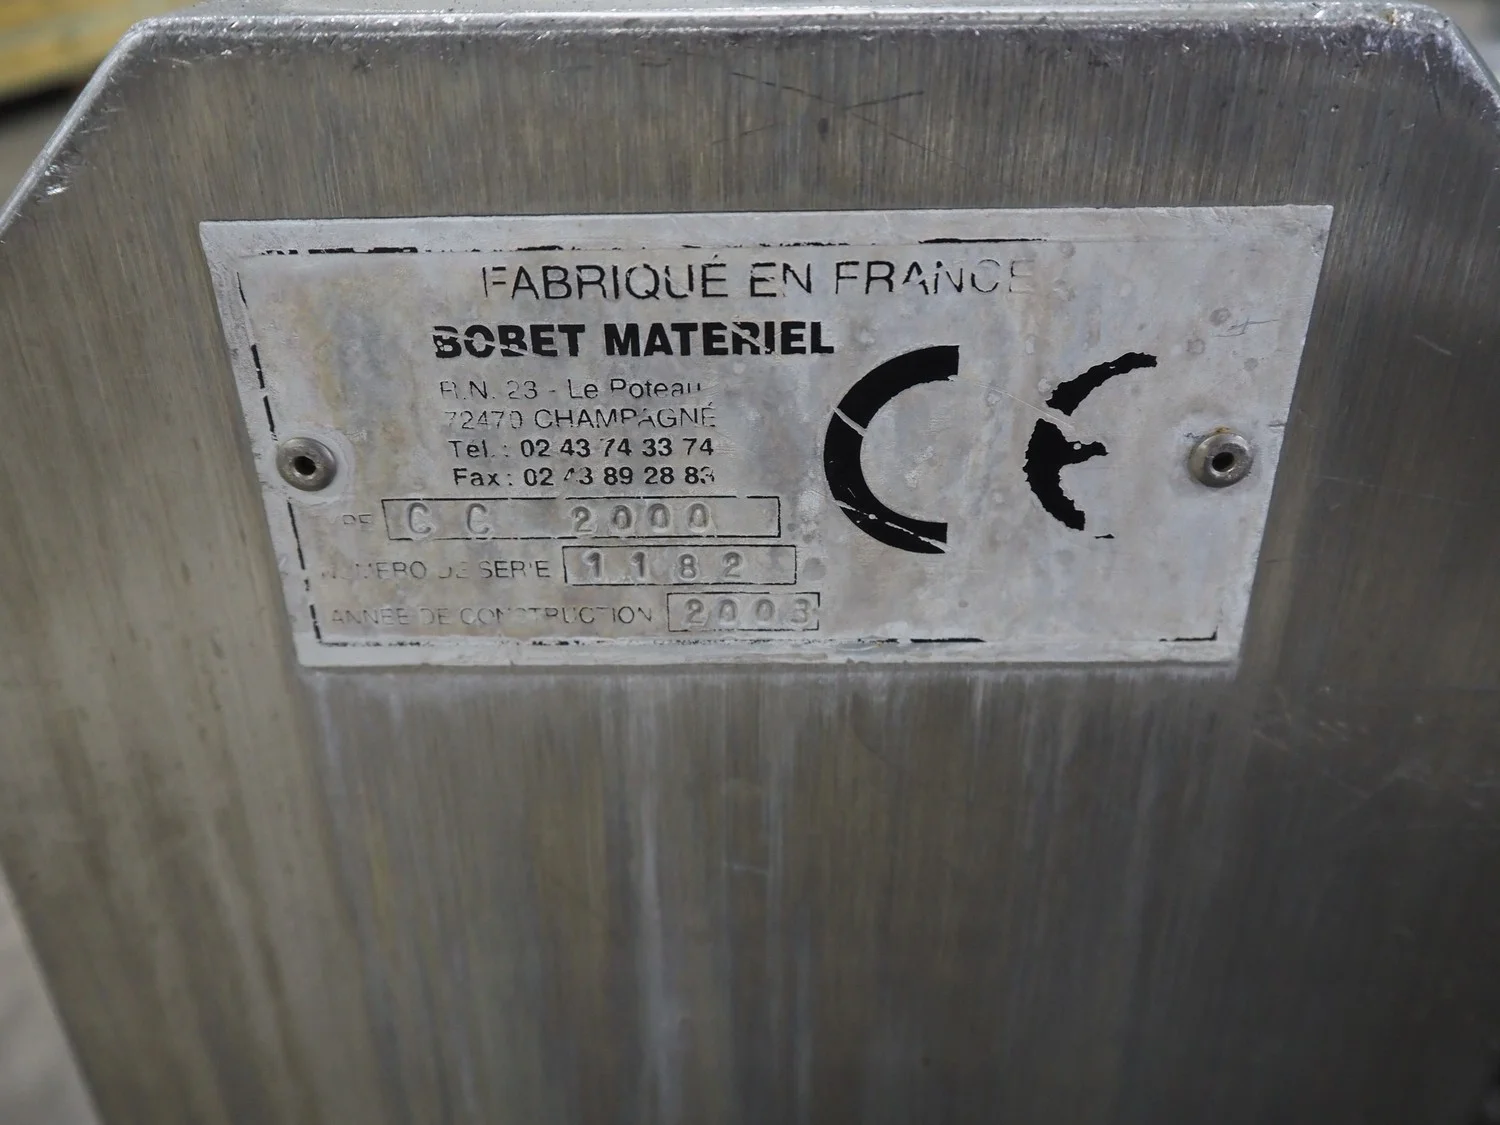 FABRIQUÉ EN FRANCE
BOBET MATERIEL
R.N. 23 - Le Poteau
72470 CHAMPAGNÉ
Tél. : 02 43 74 33 74
Fax : 02 43 89 28 83
CC 2000
NUMERO DE SERIE 1182
ANNEE DE CONSTRUCTION 2003
CE